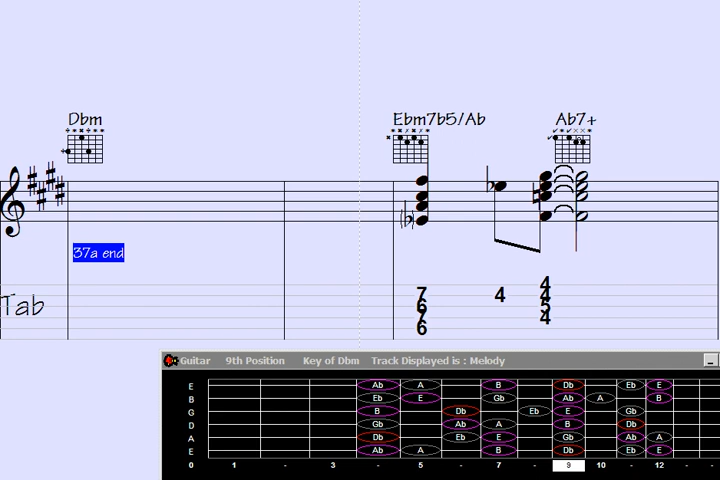 Dbm Ebm7b5/Ab Ab7+
37a end
Tab
7 4 4
6 4
7 5
6 4
Guitar 9th Position Key of Dbm Track Displayed is : Melody
E Ab A B Db Eb E
B Eb E Gb Ab A B
G B Db Eb E Gb
D Gb Ab A B Db
A Db Eb E Gb Ab A
E Ab A B Db Eb E
0 1 - 3 - 5 - 7 - 9 10 - 12 - -